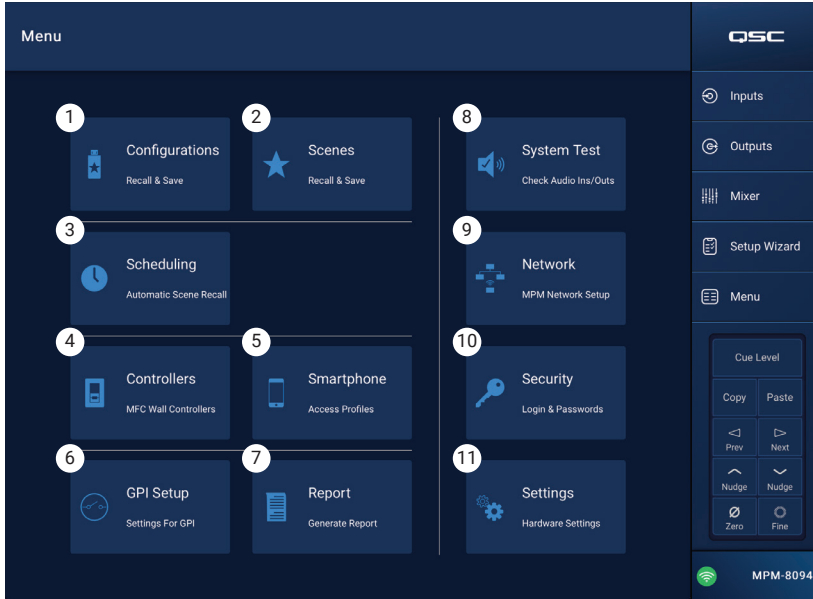 Menu
QSC
1
Configurations
Recall & Save
2
Scenes
Recall & Save
3
Scheduling
Automatic Scene Recall
4
Controllers
MFC Wall Controllers
5
Smartphone
Access Profiles
6
GPI Setup
Settings For GPI
7
Report
Generate Report
8
System Test
Check Audio Ins/Outs
9
Network
MPM Network Setup
10
Security
Login & Passwords
11
Settings
Hardware Settings
Inputs
Outputs
Mixer
Setup Wizard
Menu
Cue Level
Copy Paste
Prev Next
Nudge Nudge
Zero Fine
MPM-8094